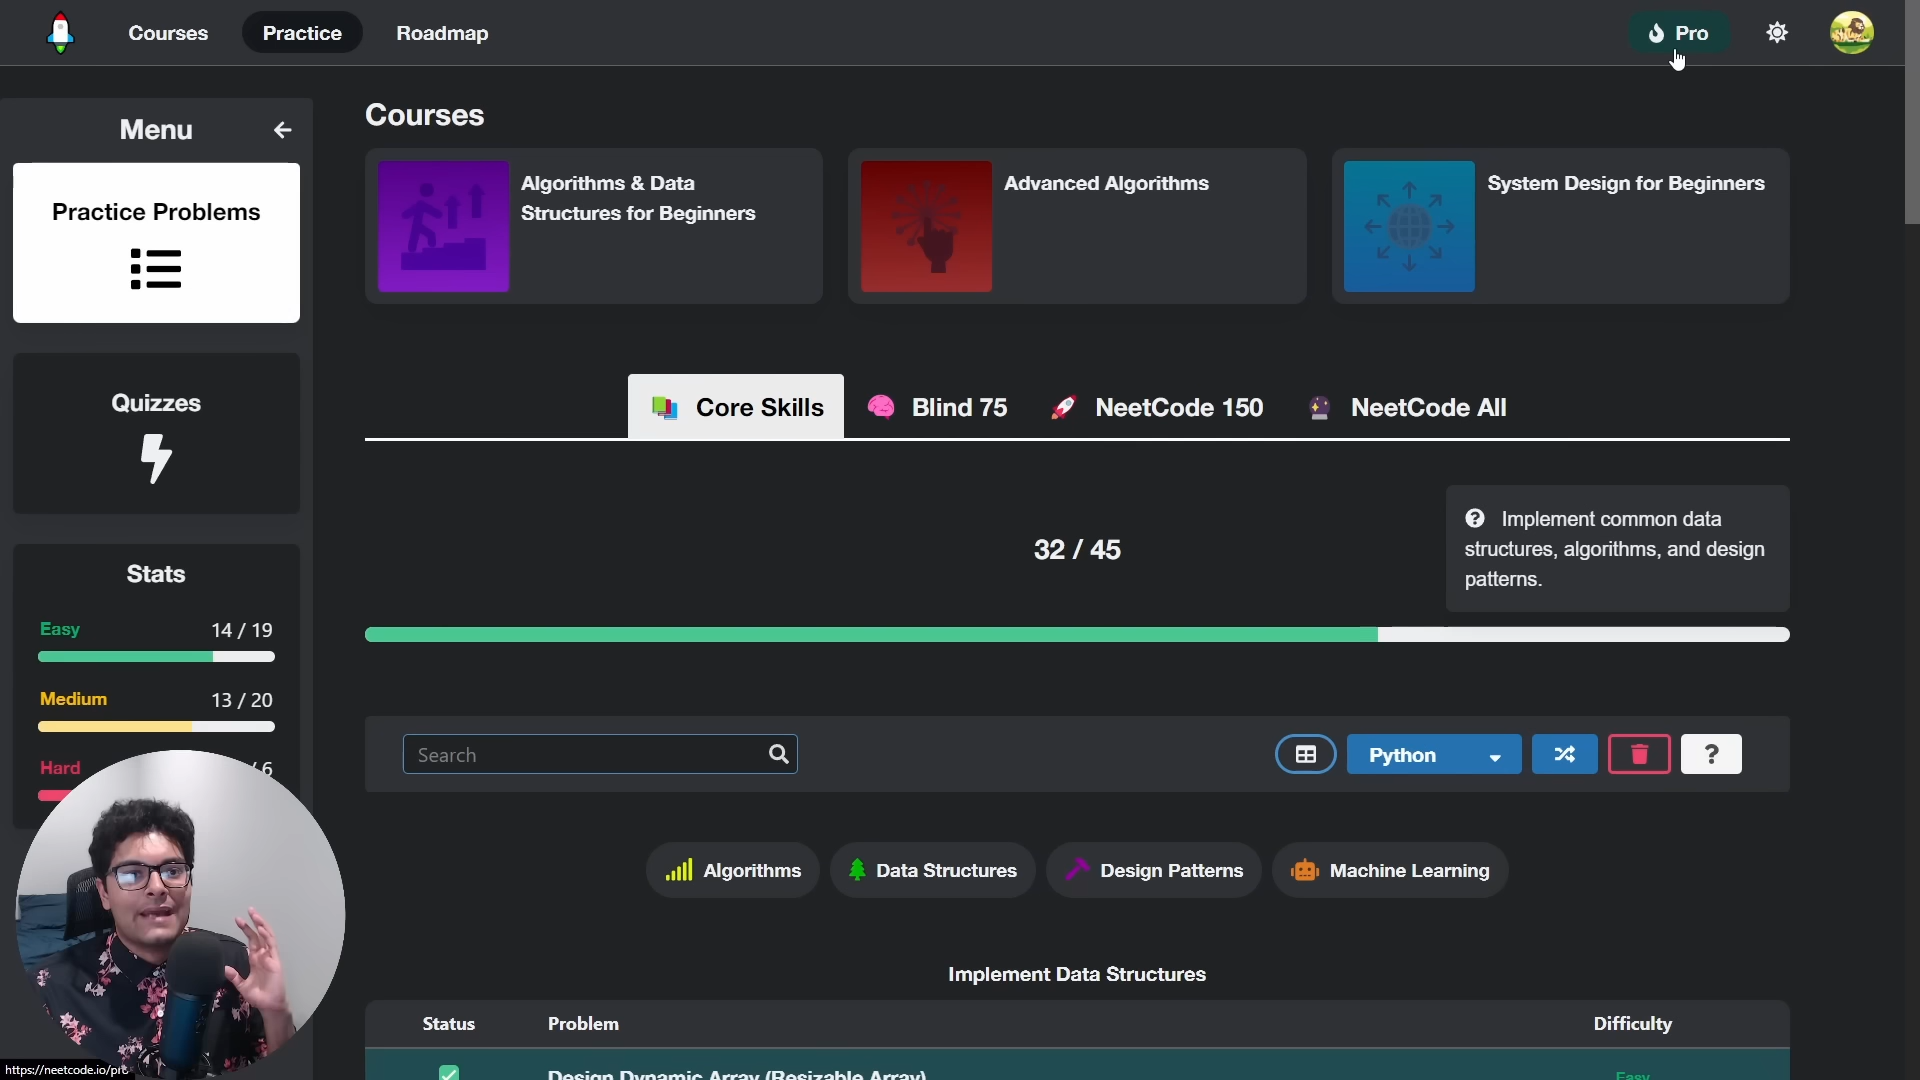 Courses
Practice
Roadmap
Pro
Menu
Practice Problems
Quizzes
Stats
Easy
14 / 19
Medium
13 / 20
Hard
/ 6
Courses
Algorithms & Data
Structures for Beginners
Advanced Algorithms
System Design for Beginners
Core Skills
Blind 75
NeetCode 150
NeetCode All
32 / 45
Implement common data
structures, algorithms, and design
patterns.
Search
Python
?
Algorithms
Data Structures
Design Patterns
Machine Learning
Implement Data Structures
Status
Problem
Difficulty
Design Dynamic Array (Resizable Array)
Easy
https://neetcode.io/pro